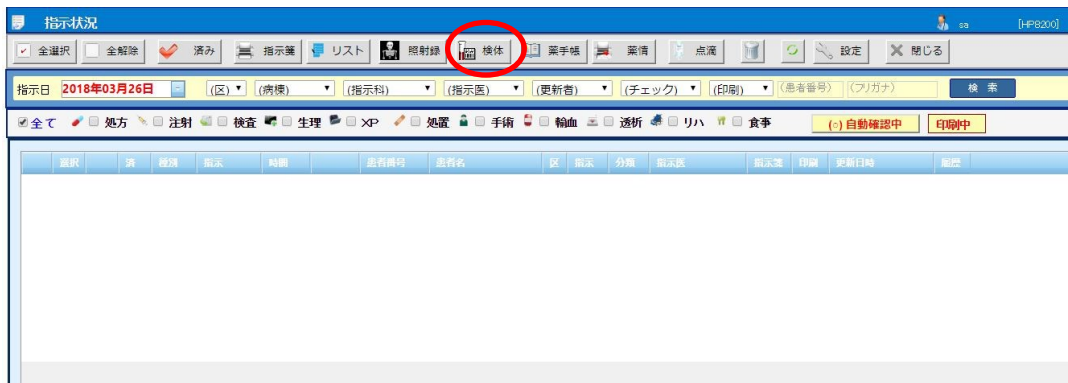 指示状況 sa [HPB200]
全選択 全解除 済み 指示箋 リスト 照射録 検体 薬手帳 薬情 点滴 設定 閉じる
指示日 2018年03月26日 (区) (病棟) (指示科) (指示医) (更新者) (チェック) (印刷) (患者番号) (フリガナ) 検 索
全て 処方 注射 検査 生理 XP 処置 手術 輸血 透析 リハ 食事 (○)自動確認中 印刷中
選択 済 種別 指示 時間 患者番号 患者名 区 指示 分類 指示医 指示箋 印刷 更新日時 履歴